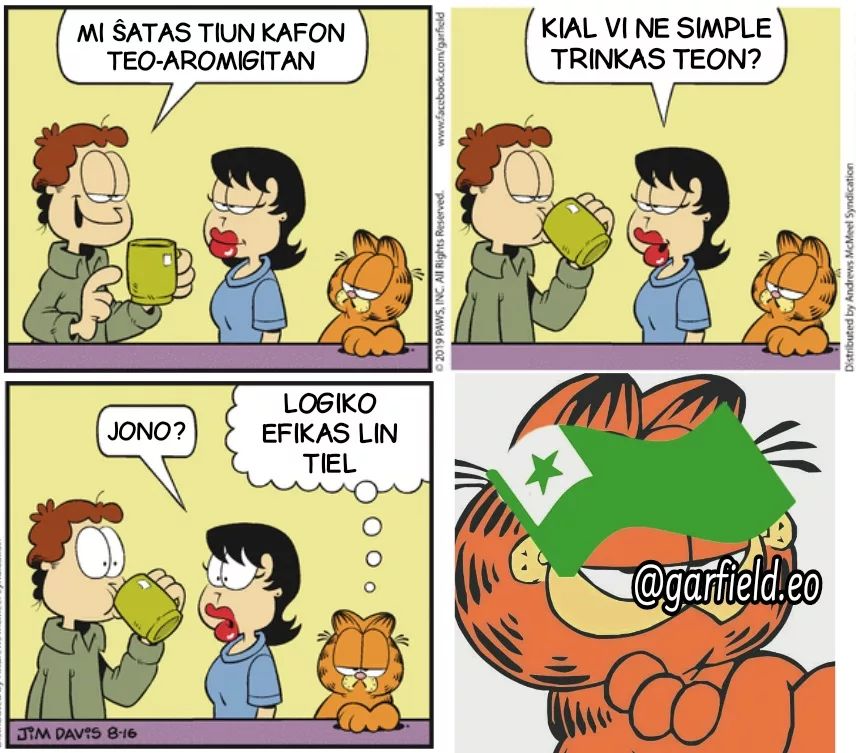 MI ŜATAS TIUN KAFON
TEO-AROMIGITAN
www.facebook.com/garfield
© 2019 PAWS, INC. All Rights Reserved.
KIAL VI NE SIMPLE
TRINKAS TEON?
Distributed by Andrews McMeel Syndication
JONO?
LOGIKO
EFIKAS LIN
TIEL
JIM DAVIS 8-16
@garfield.eo